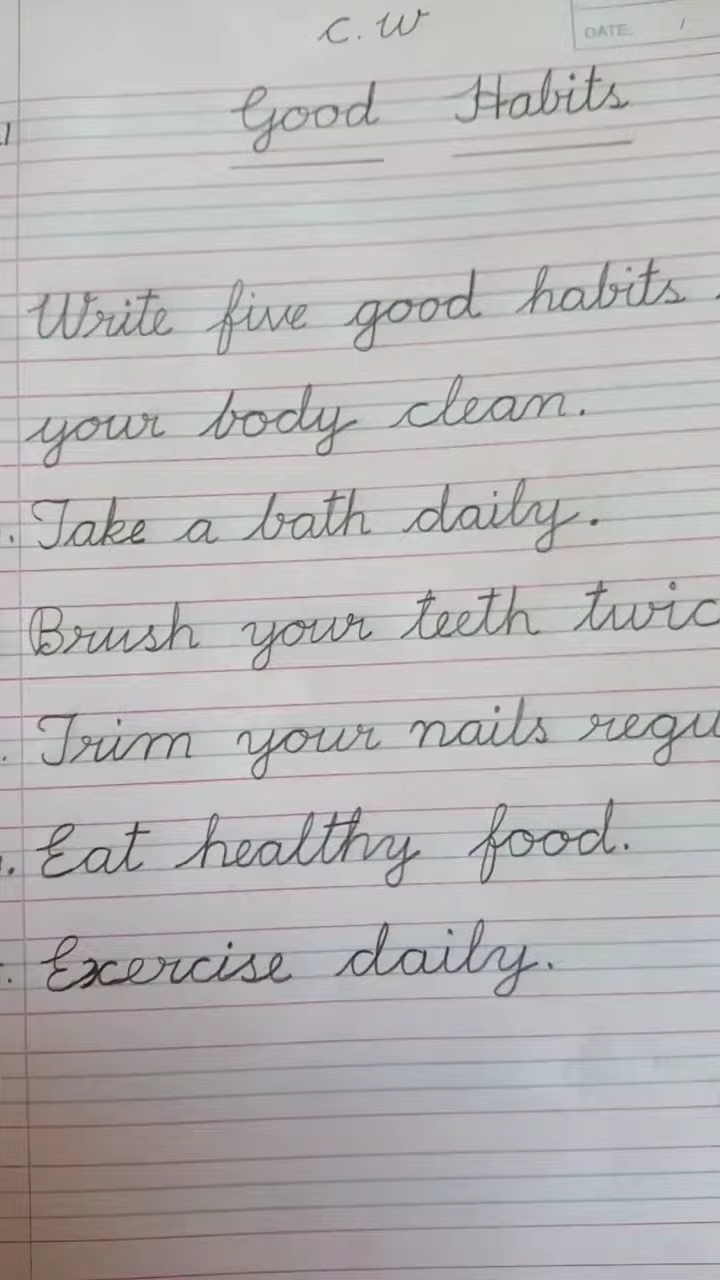 C.W
DATE: /
Good Habits
Write five good habits
your body clean.
. Take a bath daily.
Brush your teeth twic
. Trim your nails regu
. Eat healthy food.
. Exercise daily.